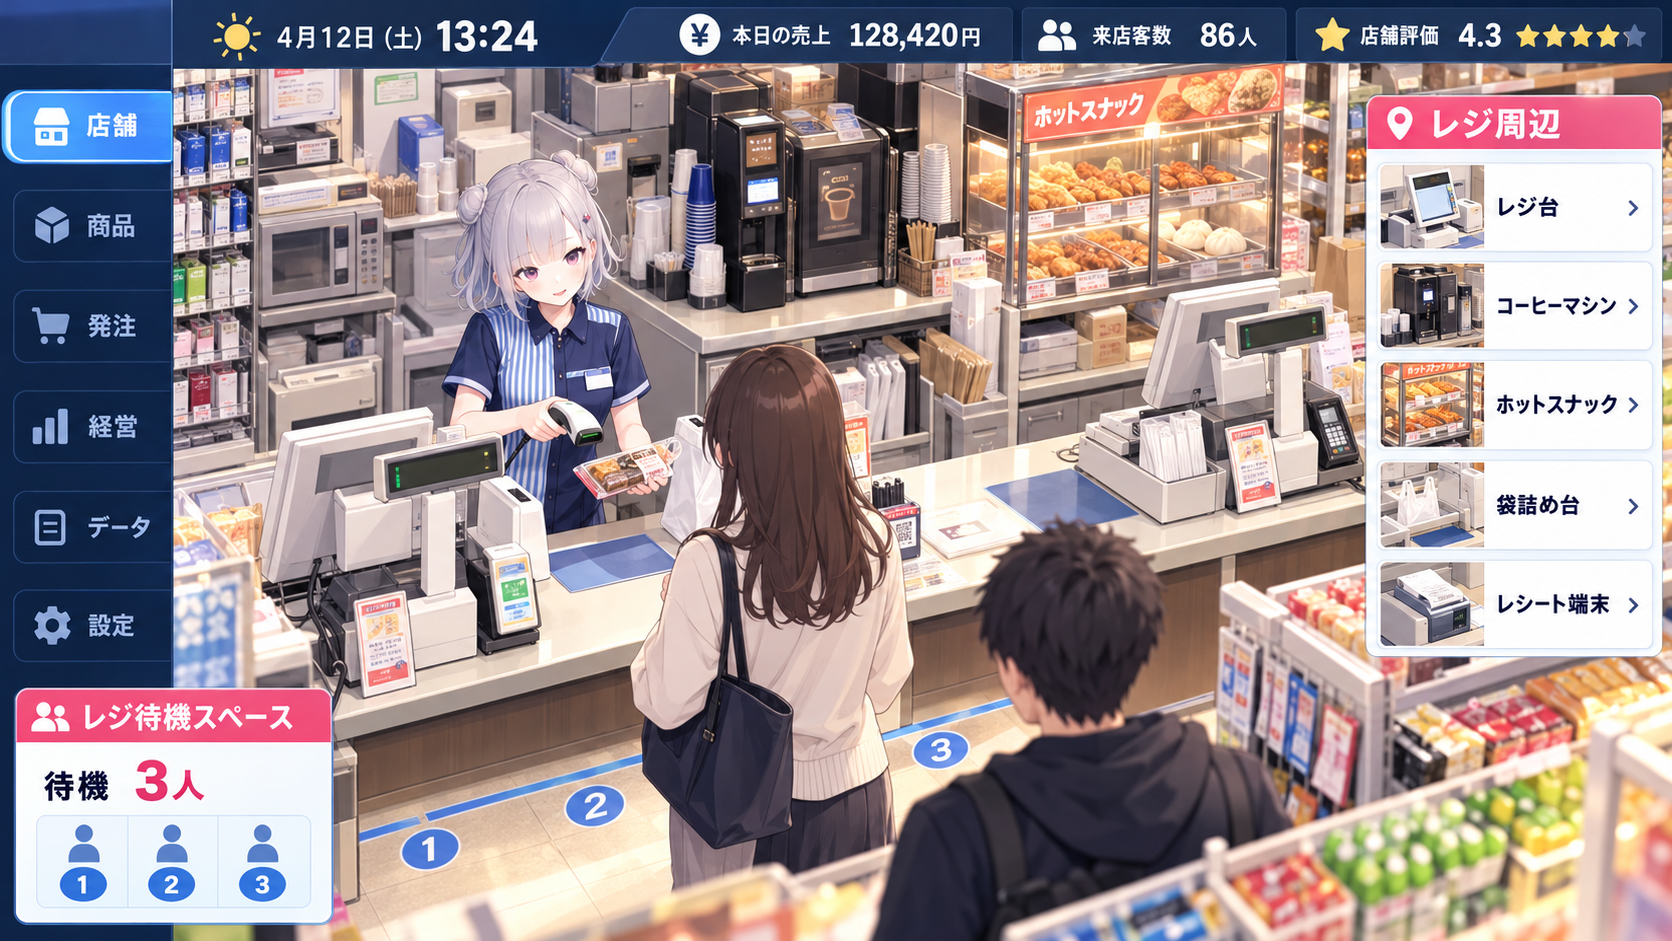 4月12日 (土) 13:24
本日の売上 128,420円
来店客数 86人
店舗評価 4.3
店舗
商品
発注
経営
データ
設定
ホットスナック
レジ周辺
レジ台
コーヒーマシン
ホットスナック
袋詰め台
レシート端末
レジ待機スペース
待機 3人
1 2 3
1
2
3